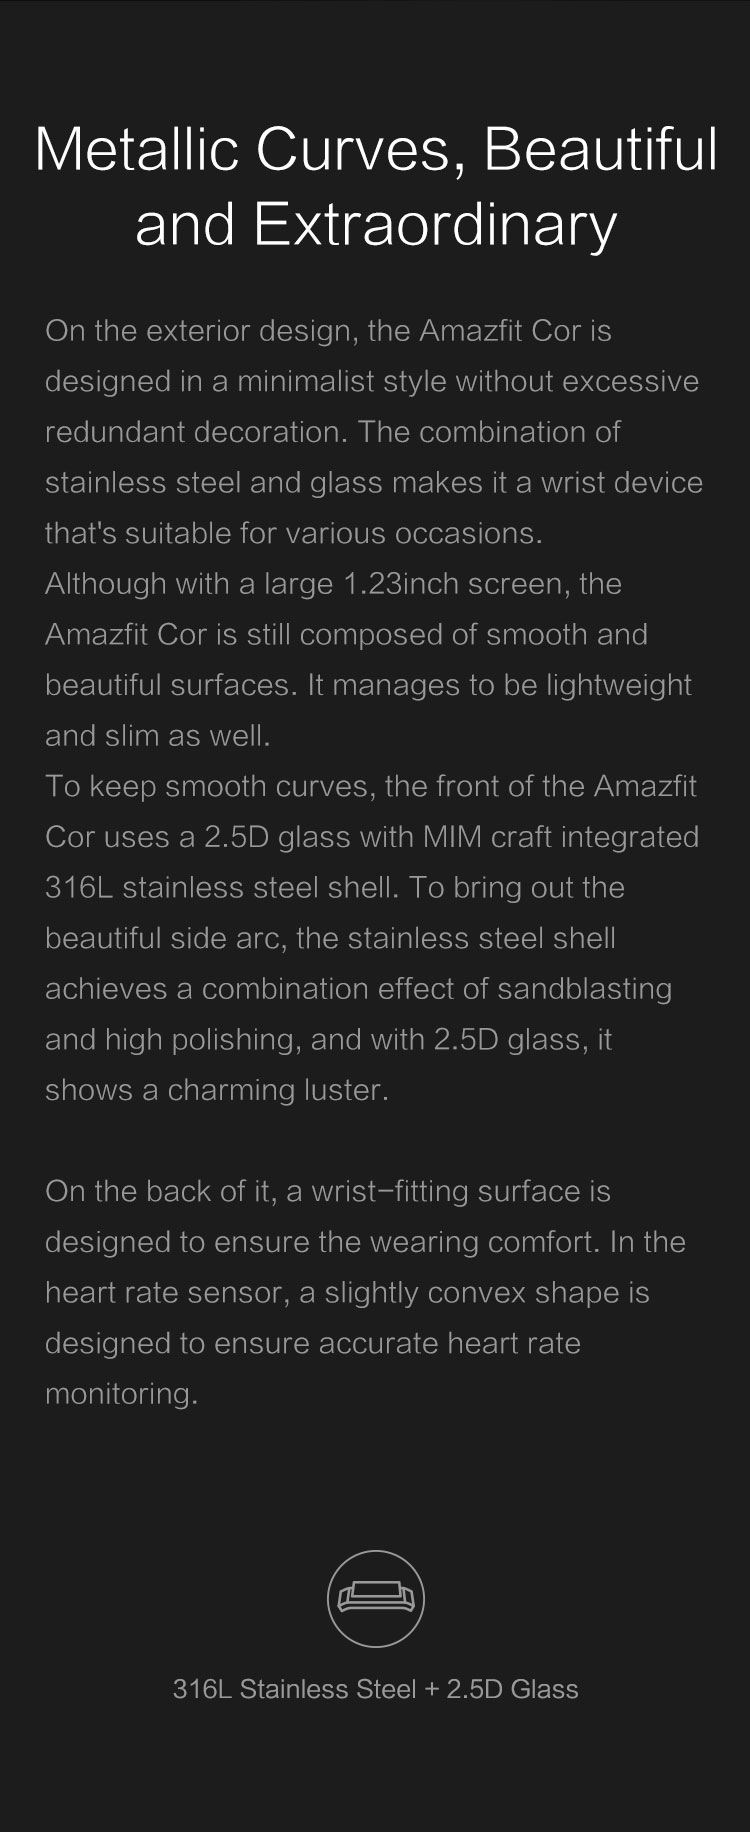 Metallic Curves, Beautiful
and Extraordinary
On the exterior design, the Amazfit Cor is
designed in a minimalist style without excessive
redundant decoration. The combination of
stainless steel and glass makes it a wrist device
that's suitable for various occasions.
Although with a large 1.23inch screen, the
Amazfit Cor is still composed of smooth and
beautiful surfaces. It manages to be lightweight
and slim as well.
To keep smooth curves, the front of the Amazfit
Cor uses a 2.5D glass with MIM craft integrated
316L stainless steel shell. To bring out the
beautiful side arc, the stainless steel shell
achieves a combination effect of sandblasting
and high polishing, and with 2.5D glass, it
shows a charming luster.
On the back of it, a wrist-fitting surface is
designed to ensure the wearing comfort. In the
heart rate sensor, a slightly convex shape is
designed to ensure accurate heart rate
monitoring.
316L Stainless Steel + 2.5D Glass